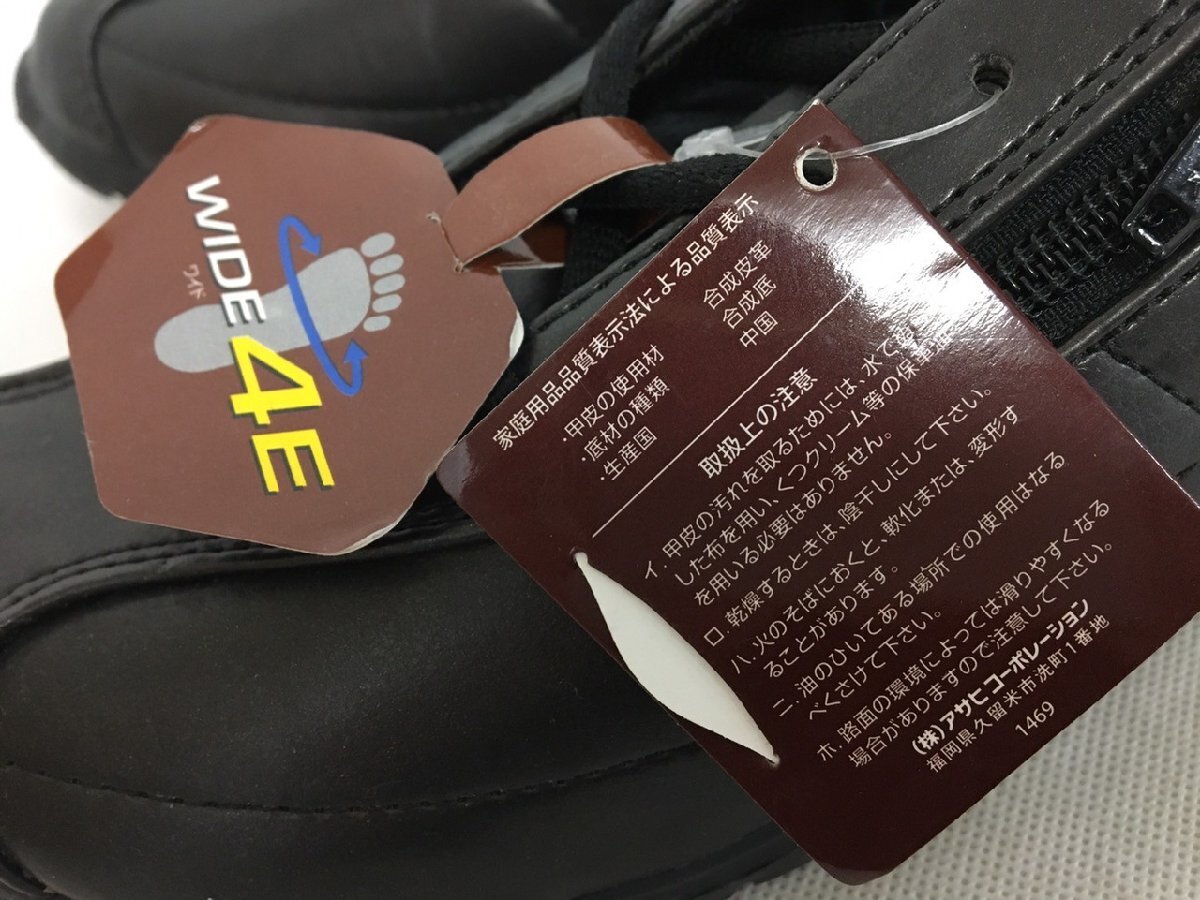 WIDE 4E
ワイド
家庭用品品質表示法による品質表示
・甲皮の使用材 合成皮革
・底材の種類 合成底
・生産国 中国
取扱上の注意
イ.甲皮の汚れを取るためには、水で
した布を用い、くつクリーム等の保革
を用いる必要はありません。
ロ.乾燥するときは、陰干しにして下さい。
ハ.火のそばにおくと、軟化または、変形す
ることがあります。
ニ.油のひいてある場所での使用はなる
べくさけて下さい。
ホ.路面の環境によっては滑りやすくなる
場合がありますので注意して下さい。
(株)アサヒコーポレーション
福岡県久留米市洗町1番地
1469